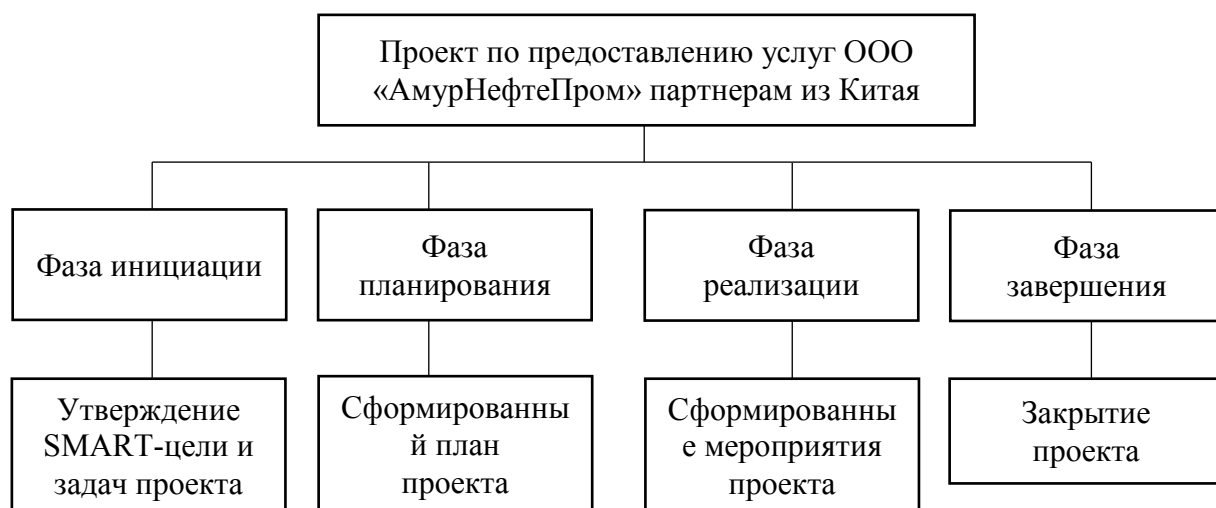 Проект по предоставлению услуг ООО
«АмурНефтеПром» партнерам из Китая
Фаза инициации
Фаза
планирования
Фаза
реализации
Фаза
завершения
Утверждение
SMART-цели и
задач проекта
Сформированны
й план
проекта
Сформированны
е мероприятия
проекта
Закрытие
проекта